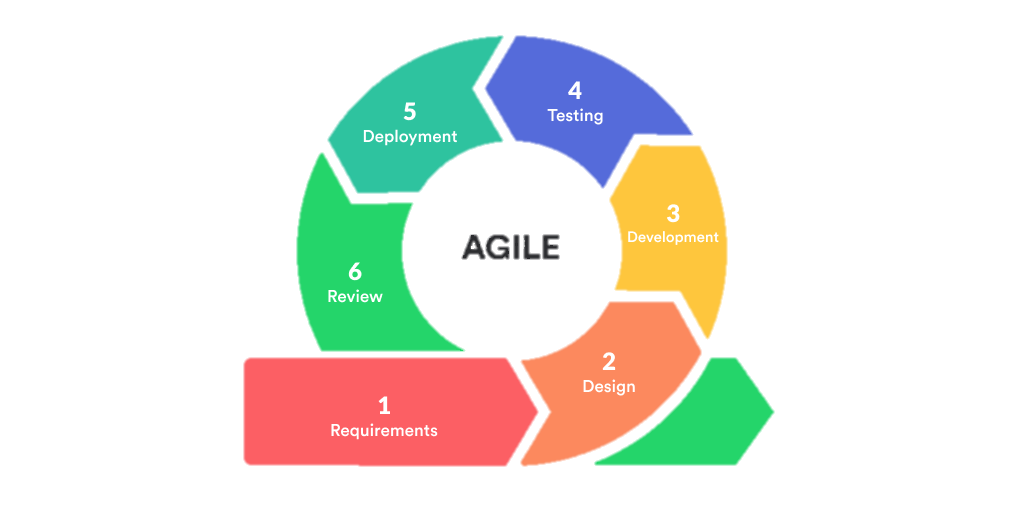 AGILE
1
Requirements
2
Design
3
Development
4
Testing
5
Deployment
6
Review